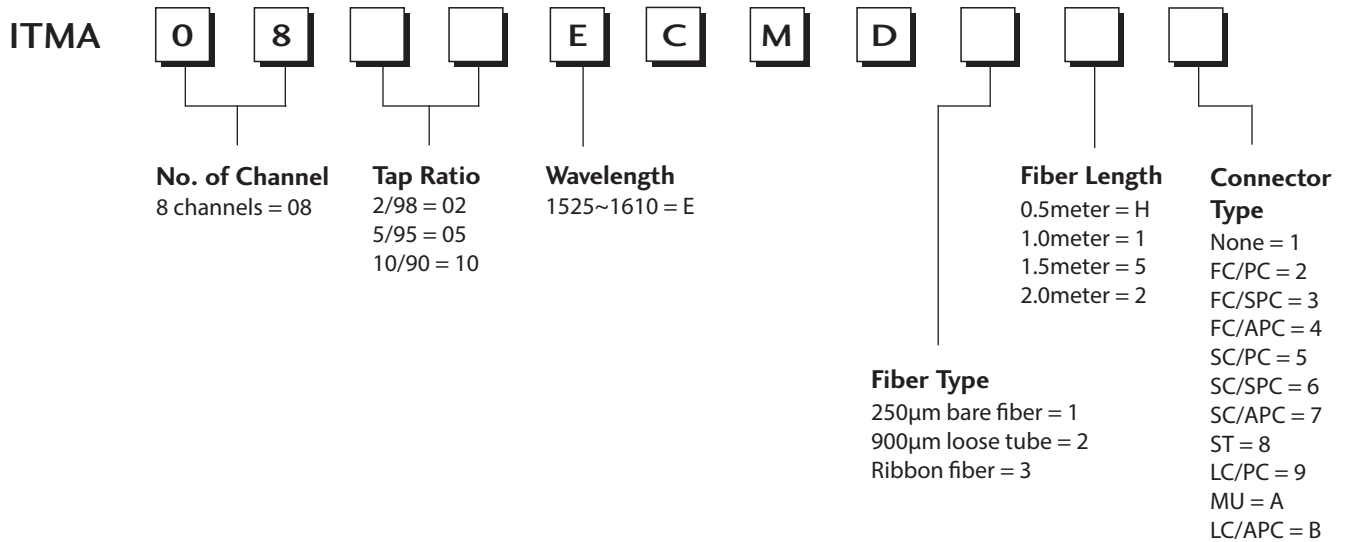 ITMA 0 8 E C M D
No. of Channel
8 channels = 08
Tap Ratio
2/98 = 02
5/95 = 05
10/90 = 10
Wavelength
1525~1610 = E
Fiber Type
250μm bare fiber = 1
900μm loose tube = 2
Ribbon fiber = 3
Fiber Length
0.5meter = H
1.0meter = 1
1.5meter = 5
2.0meter = 2
Connector
Type
None = 1
FC/PC = 2
FC/SPC = 3
FC/APC = 4
SC/PC = 5
SC/SPC = 6
SC/APC = 7
ST = 8
LC/PC = 9
MU = A
LC/APC = B